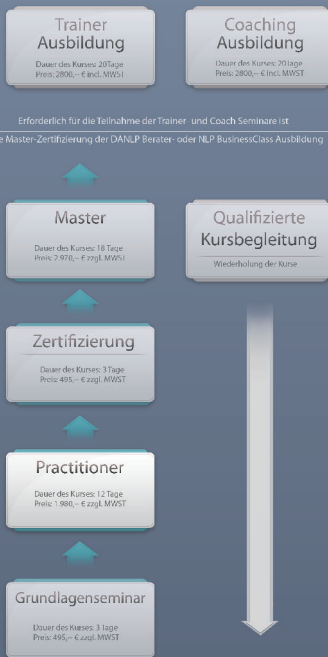 Trainer
Ausbildung
Dauer des Kurses: 20Tage
Preis: 2800,-- € incl. MWST
Coaching
Ausbildung
Dauer des Kurses: 20Tage
Preis: 2800,-- € incl. MWST
Erforderlich für die Teilnahme der Trainer und Coach Seminare ist
e Master-Zertifizierung der DANLP Berater- oder NLP BusinessClass Ausbildung
Master
Dauer des Kurses: 18 Tage
Preis: 2.970,-- € zzgl. MWST
Qualifizierte
Kursbegleitung
Wiederholung der Kurse
Zertifizierung
Dauer des Kurses: 3 Tage
Preis: 495,-- € zzgl. MWST
Practitioner
Dauer des Kurses: 12 Tage
Preis: 1.980,-- € zzgl. MWST
Grundlagenseminar
Dauer des Kurses: 3 Tage
Preis: 495,-- € zzgl. MWST